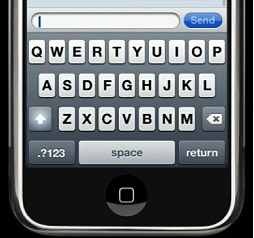 Send
Q W E R T Y U I O P
A S D F G H J K L
Z X C V B N M
.?123 space return